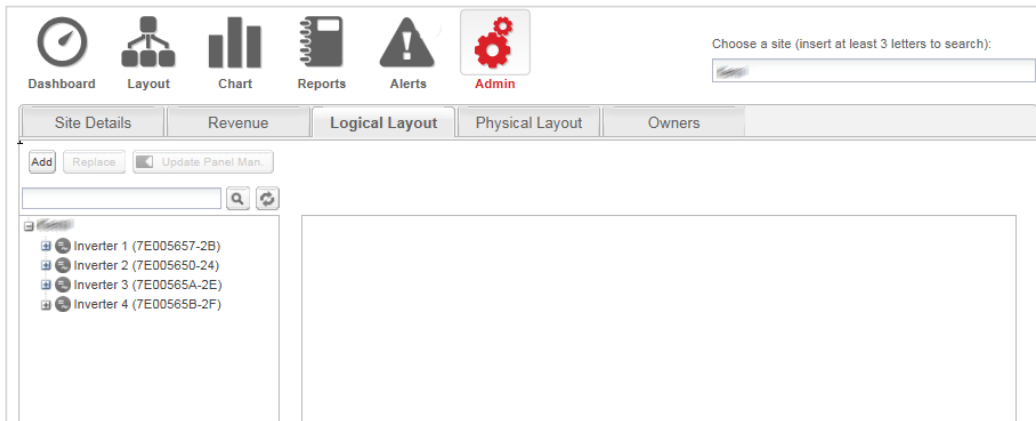 Choose a site (insert at least 3 letters to search):
Dashboard Layout Chart Reports Alerts Admin
Site Details Revenue Logical Layout Physical Layout Owners
Add Replace Update Panel Man.
Inverter 1 (7E005657-2B)
Inverter 2 (7E005650-24)
Inverter 3 (7E00565A-2E)
Inverter 4 (7E00565B-2F)